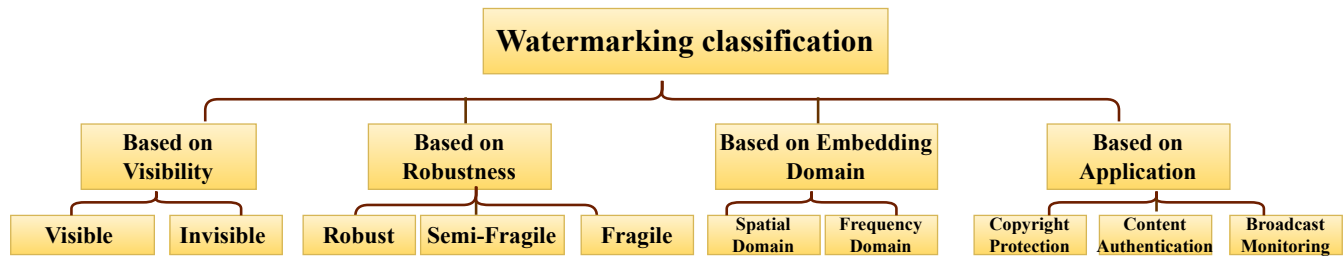 Watermarking classification
Based on
Visibility
Based on
Robustness
Based on Embedding
Domain
Based on
Application
Visible
Invisible
Robust
Semi-Fragile
Fragile
Spatial
Domain
Frequency
Domain
Copyright
Protection
Content
Authentication
Broadcast
Monitoring